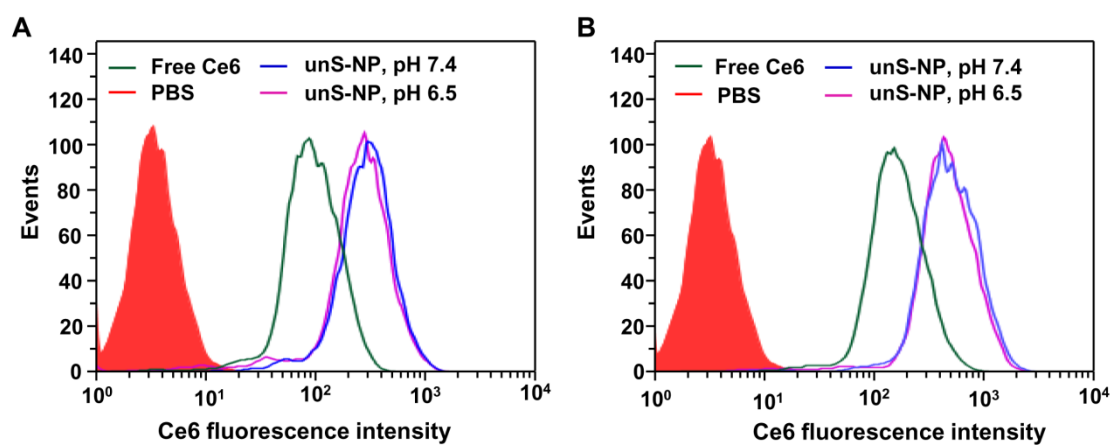 A
140
120
100
80
60
40
20
0
Events
Free Ce6
unS-NP, pH 7.4
PBS
unS-NP, pH 6.5
10⁰
10¹
10²
10³
10⁴
Ce6 fluorescence intensity
B
140
120
100
80
60
40
20
0
Events
Free Ce6
unS-NP, pH 7.4
PBS
unS-NP, pH 6.5
10⁰
10¹
10²
10³
10⁴
Ce6 fluorescence intensity